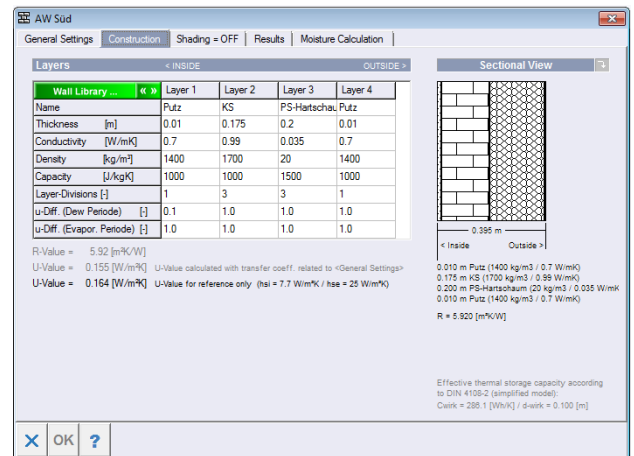 AW Süd
General Settings Construction Shading = OFF Results Moisture Calculation
Layers < INSIDE OUTSIDE >
Wall Library ... « » Layer 1 Layer 2 Layer 3 Layer 4
Name Putz KS PS-Hartschau Putz
Thickness [m] 0.01 0.175 0.2 0.01
Conductivity [W/mK] 0.7 0.99 0.035 0.7
Density [kg/m³] 1400 1700 20 1400
Capacity [J/kgK] 1000 1000 1500 1000
Layer-Divisions [-] 1 3 3 1
u-Diff. (Dew Periode) [-] 0.1 1.0 1.0 1.0
u-Diff. (Evapor. Periode) [-] 1.0 1.0 1.0 1.0
R-Value = 5.92 [m²K/W]
U-Value = 0.155 [W/m²K] U-Value calculated with transfer coeff. related to <General Settings>
U-Value = 0.164 [W/m²K] U-Value for reference only (hsi = 7.7 W/m²K / hse = 25 W/m²K)
Sectional View
0.395 m
< Inside Outside >
0.010 m Putz (1400 kg/m3 / 0.7 W/mK)
0.175 m KS (1700 kg/m3 / 0.99 W/mK)
0.200 m PS-Hartschaum (20 kg/m3 / 0.035 W/mK
0.010 m Putz (1400 kg/m3 / 0.7 W/mK)
R = 5.920 [m²K/W]
Effective thermal storage capacity according
to DIN 4108-2 (simplified model):
Cwirk = 286.1 [Wh/K] / d-wirk = 0.100 [m]
OK ?